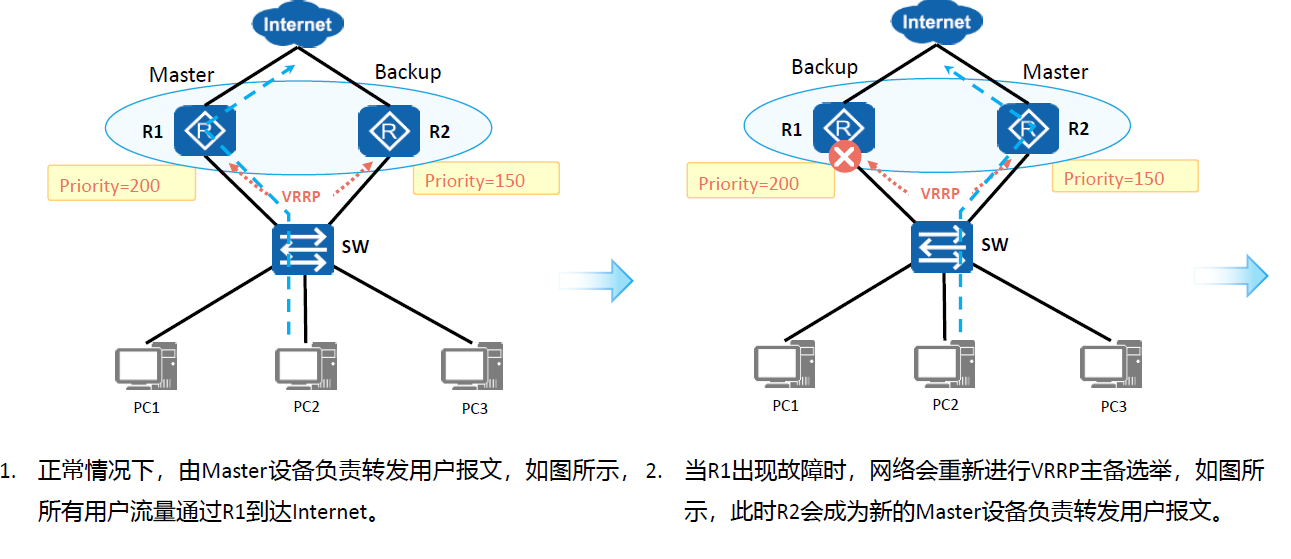 Internet
Master
Backup
R1
R2
Priority=200
Priority=150
VRRP
SW
PC1
PC2
PC3
1. 正常情况下，由Master设备负责转发用户报文，如图所示，
所有用户流量通过R1到达Internet。
Internet
Backup
Master
R1
R2
Priority=200
Priority=150
VRRP
SW
PC1
PC2
PC3
2. 当R1出现故障时，网络会重新进行VRRP主备选举，如图所
示，此时R2会成为新的Master设备负责转发用户报文。
R
R
R
R